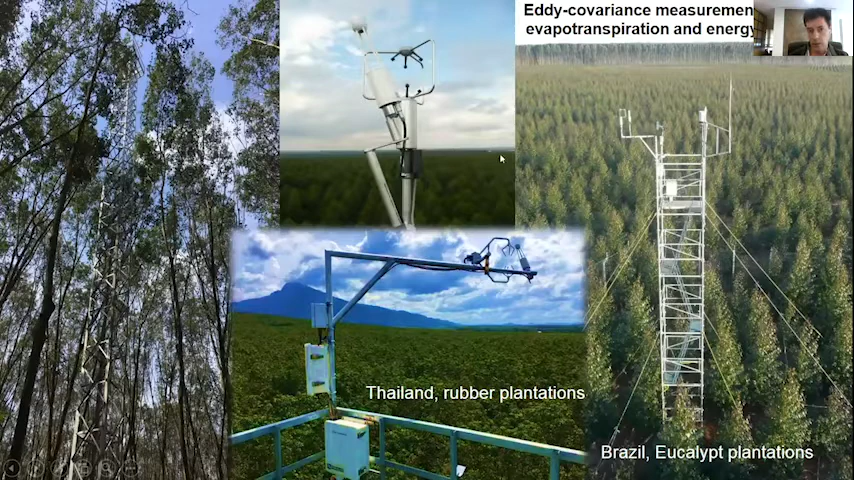 Eddy-covariance measuremen
evapotranspiration and energy
Thailand, rubber plantations
Brazil, Eucalypt plantations